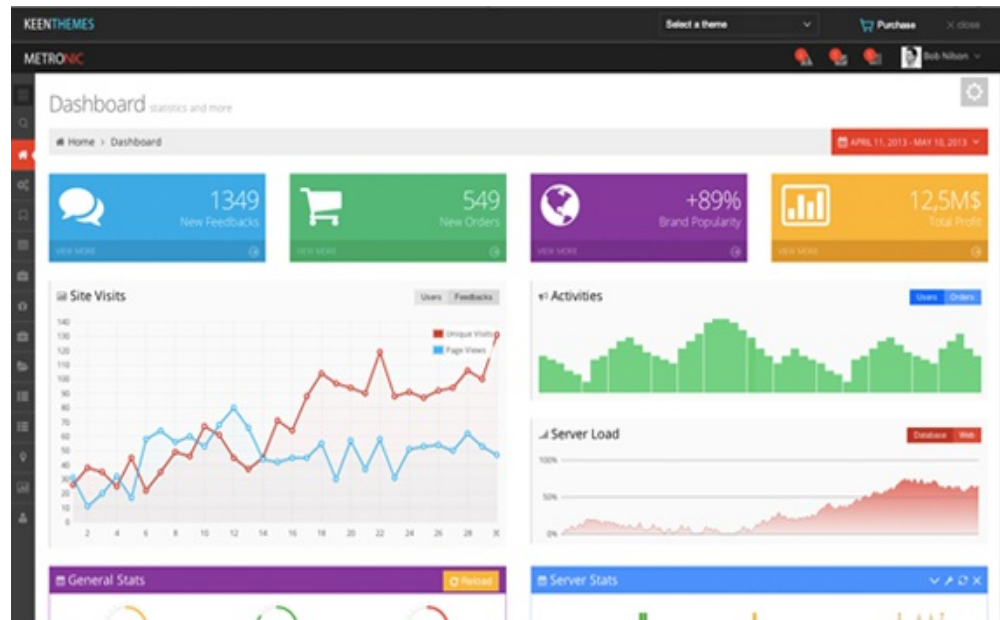 KEENTHEMES
Select a theme
Purchase
× close
METRONIC
Bob Nilson
Dashboard statistics and more
Home > Dashboard
APRIL 11, 2013 - MAY 10, 2013
1349
New Feedbacks
VIEW MORE
549
New Orders
VIEW MORE
+89%
Brand Popularity
VIEW MORE
12,5M$
Total Profit
VIEW MORE
Site Visits
Users Feedbacks
140
130
120
110
100
90
80
70
60
50
40
30
20
10
0
Unique Visits
Page Views
2 4 6 8 10 12 14 16 18 20 22 24 26 28 30
Activities
Users Orders
Server Load
Database Web
100%
50%
0%
General Stats
Reload
Server Stats